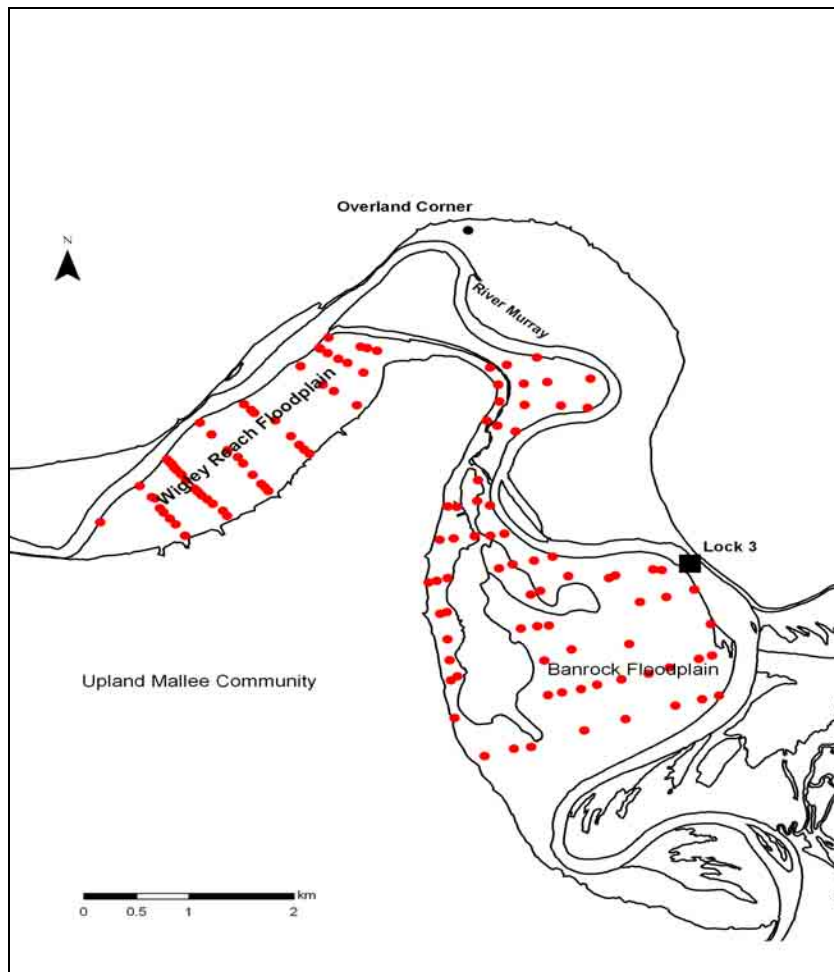 Overland Corner
N
River Murray
Wigley Reach Floodplain
Lock 3
Banrock Floodplain
Upland Mallee Community
km
0 0.5 1 2